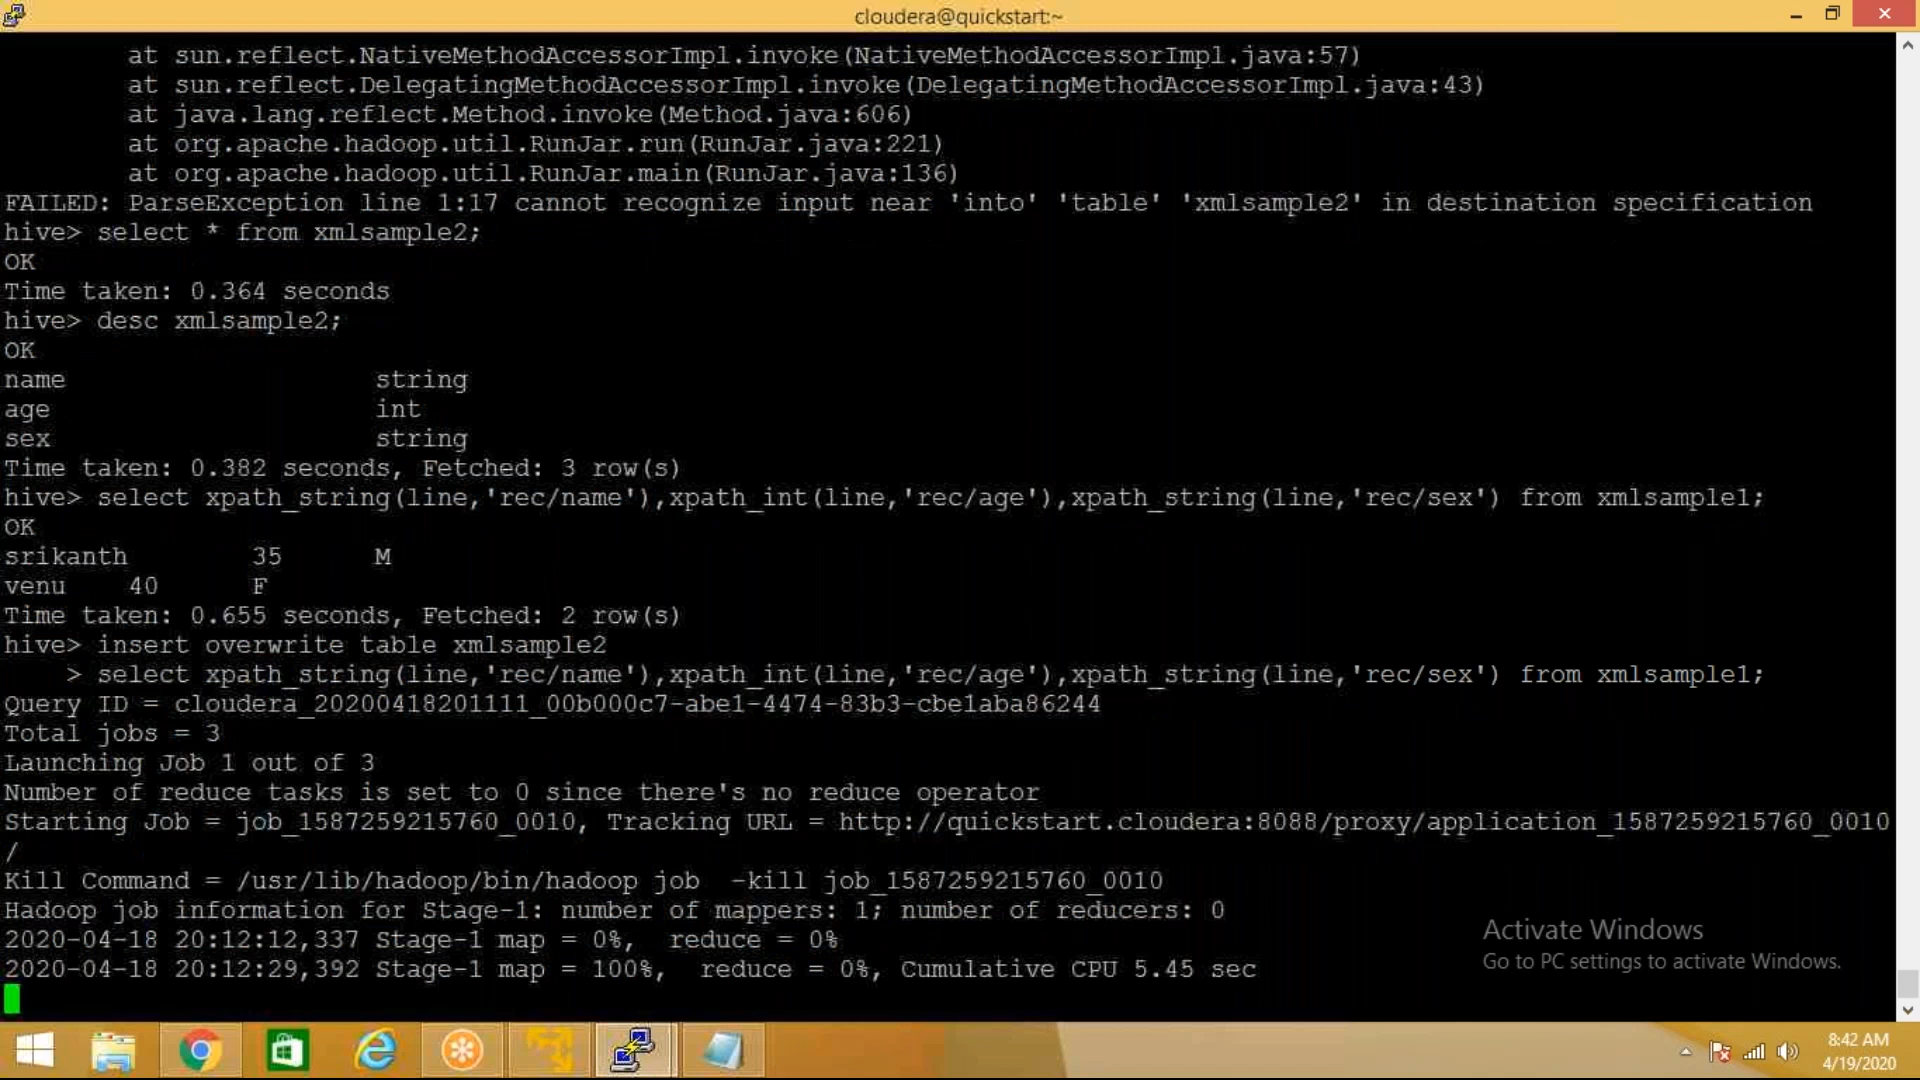 cloudera@quickstart:~
at sun.reflect.NativeMethodAccessorImpl.invoke(NativeMethodAccessorImpl.java:57)
at sun.reflect.DelegatingMethodAccessorImpl.invoke(DelegatingMethodAccessorImpl.java:43)
at java.lang.reflect.Method.invoke(Method.java:606)
at org.apache.hadoop.util.RunJar.run(RunJar.java:221)
at org.apache.hadoop.util.RunJar.main(RunJar.java:136)
FAILED: ParseException line 1:17 cannot recognize input near 'into' 'table' 'xmlsample2' in destination specification
hive> select * from xmlsample2;
OK
Time taken: 0.364 seconds
hive> desc xmlsample2;
OK
name string
age int
sex string
Time taken: 0.382 seconds, Fetched: 3 row(s)
hive> select xpath_string(line,'rec/name'),xpath_int(line,'rec/age'),xpath_string(line,'rec/sex') from xmlsample1;
OK
srikanth 35 M
venu 40 F
Time taken: 0.655 seconds, Fetched: 2 row(s)
hive> insert overwrite table xmlsample2
> select xpath_string(line,'rec/name'),xpath_int(line,'rec/age'),xpath_string(line,'rec/sex') from xmlsample1;
Query ID = cloudera_20200418201111_00b000c7-abe1-4474-83b3-cbe1aba86244
Total jobs = 3
Launching Job 1 out of 3
Number of reduce tasks is set to 0 since there's no reduce operator
Starting Job = job_1587259215760_0010, Tracking URL = http://quickstart.cloudera:8088/proxy/application_1587259215760_0010
/
Kill Command = /usr/lib/hadoop/bin/hadoop job  -kill job_1587259215760_0010
Hadoop job information for Stage-1: number of mappers: 1; number of reducers: 0
2020-04-18 20:12:12,337 Stage-1 map = 0%,  reduce = 0%
2020-04-18 20:12:29,392 Stage-1 map = 100%,  reduce = 0%, Cumulative CPU 5.45 sec
Activate Windows
Go to PC settings to activate Windows.
8:42 AM
4/19/2020